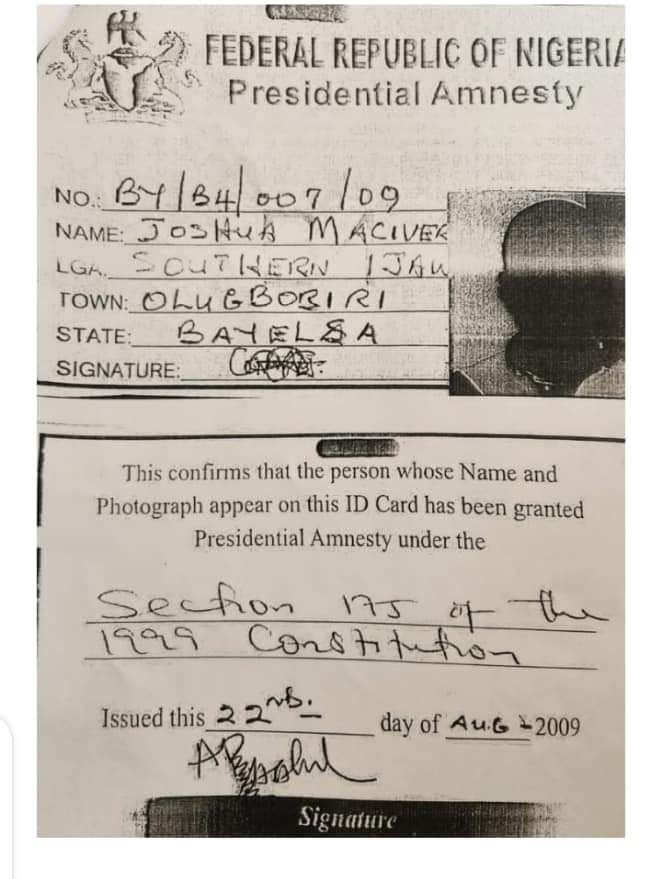 FEDERAL REPUBLIC OF NIGERIA
Presidential Amnesty
NO.: BY/B4/007/09
NAME: JOSHUA MACIVER
LGA. SOUTHERN IJAW
TOWN: OLUGBOBIRI
STATE: BAYELSA
SIGNATURE:
This confirms that the person whose Name and
Photograph appear on this ID Card has been granted
Presidential Amnesty under the
Section 175 of the
1999 Constitution
Issued this 22nd. day of AUG 2009
Signature